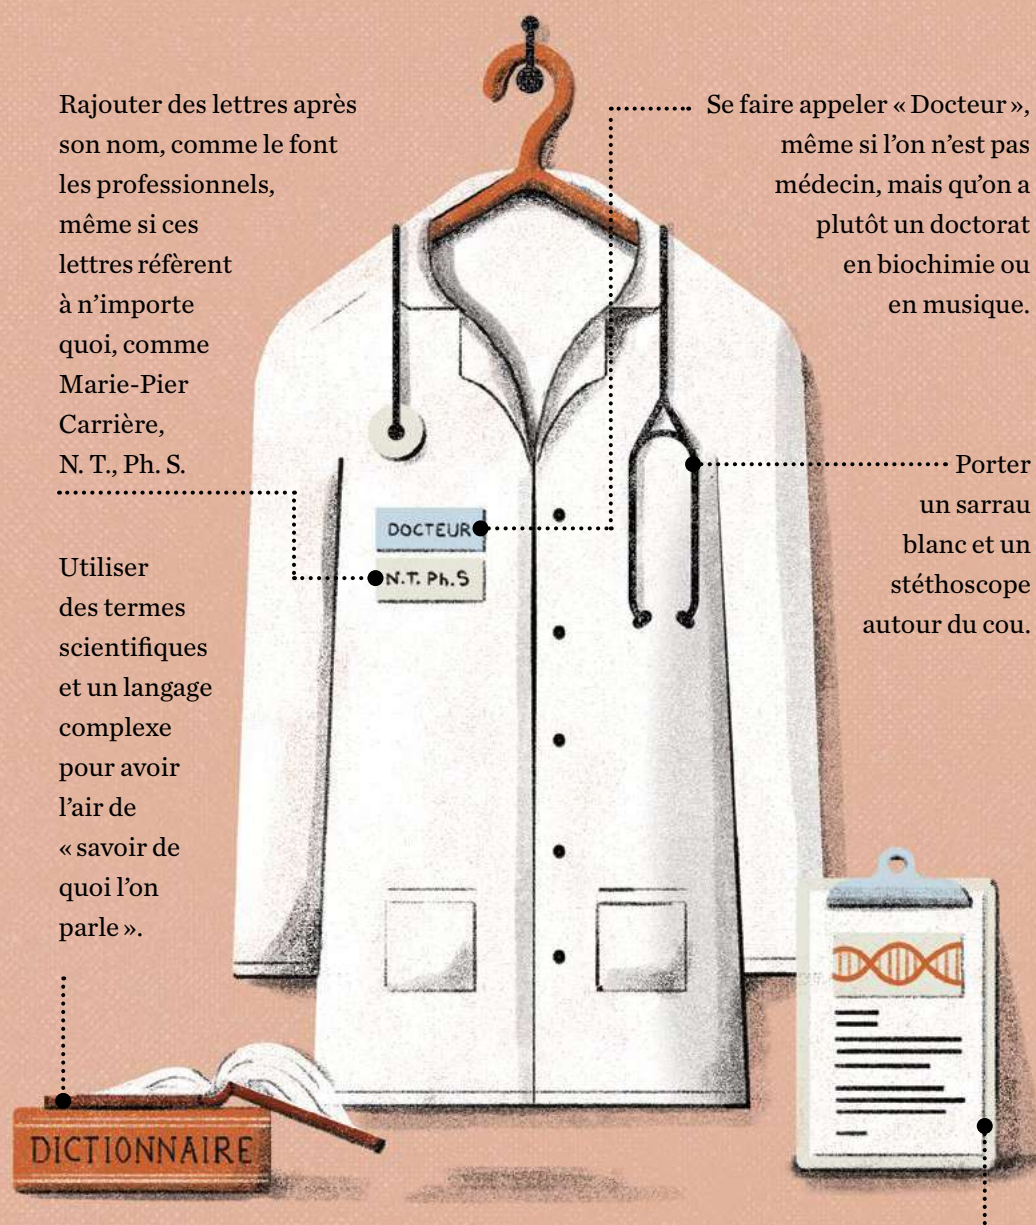 Rajouter des lettres après
son nom, comme le font
les professionnels,
même si ces
lettres réfèrent
à n’importe
quoi, comme
Marie-Pier
Carrière,
N. T., Ph. S.
Se faire appeler « Docteur »,
même si l’on n’est pas
médecin, mais qu’on a
plutôt un doctorat
en biochimie ou
en musique.
Porter
un sarrau
blanc et un
stéthoscope
autour du cou.
DOCTEUR
N.T. Ph.S
Utiliser
des termes
scientifiques
et un langage
complexe
pour avoir
l’air de
« savoir de
quoi l’on
parle ».
DICTIONNAIRE